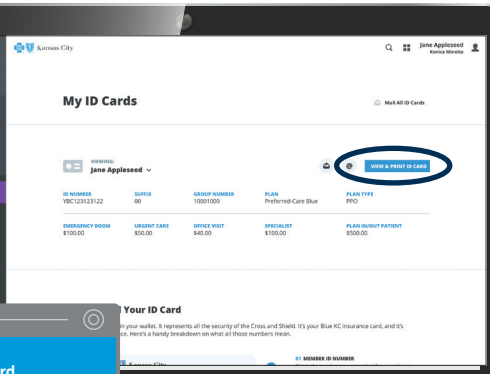 Kansas City
Jane Appleseed
Konica Minolta
My ID Cards
Mail All ID Cards
VIEWING:
Jane Appleseed
@ VIEW & PRINT ID CARD
ID NUMBER SUFFIX GROUP NUMBER PLAN PLAN TYPE
YBC123123122 00 10001000 Preferred-Care Blue PPO
EMERGENCY ROOM URGENT CARE OFFICE VISIT SPECIALIST PLAN IN/OUT PATIENT
$100.00 $50.00 $40.00 $100.00 $500.00
Your ID Card
in your wallet. It represents all the security of the Cross and Shield. It's your Blue KC insurance card, and it's
Here's a handy breakdown on what all those numbers mean.
Kansas City
01 MEMBER ID NUMBER